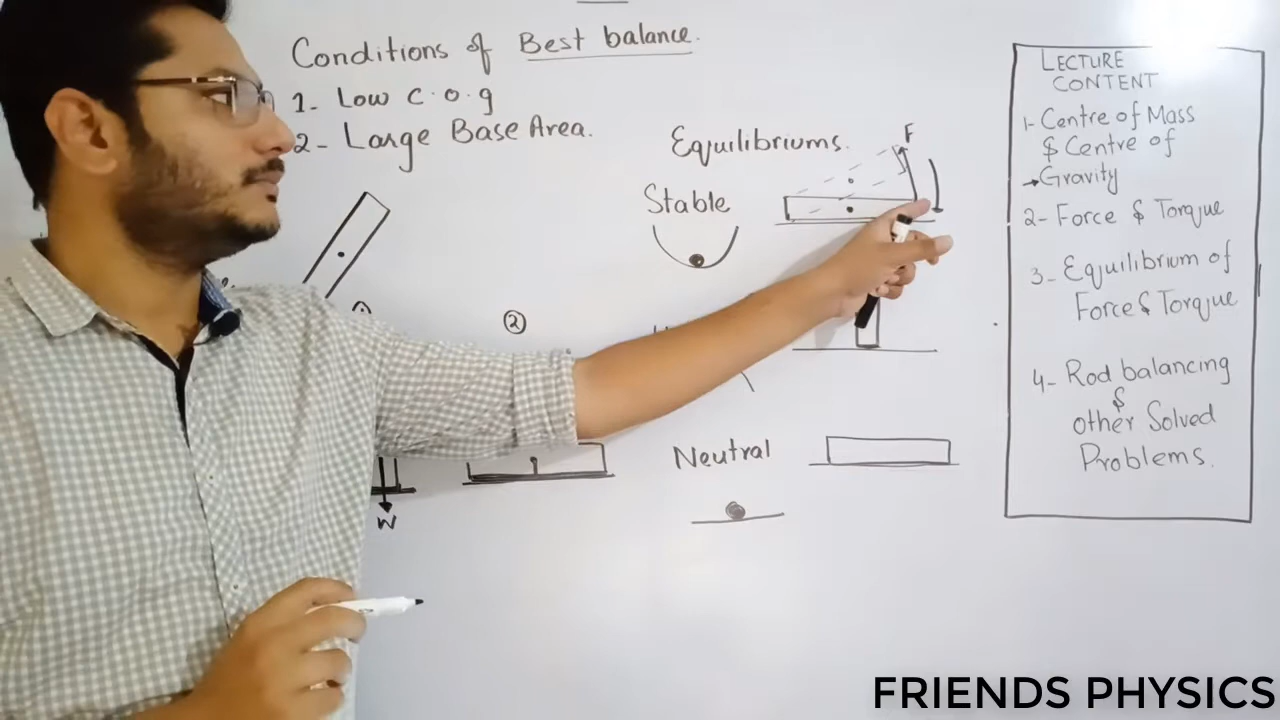 Conditions of Best balance.
1- Low c.o.g
2- Large Base Area.
Equilibriums.
F
Stable
②
Neutral
W
LECTURE
CONTENT
1- Centre of Mass
$ Centre of
→Gravity
2- Force $ Torque
3- Equilibrium of
Force $ Torque
4- Rod balancing
$
other Solved
Problems.
FRIENDS PHYSICS